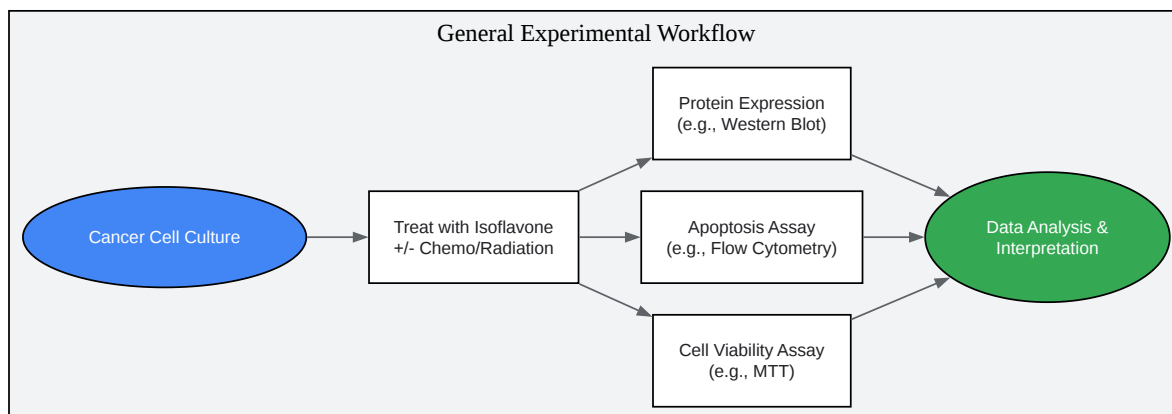 General Experimental Workflow
Cancer Cell Culture
Treat with Isoflavone
+/- Chemo/Radiation
Protein Expression
(e.g., Western Blot)
Apoptosis Assay
(e.g., Flow Cytometry)
Cell Viability Assay
(e.g., MTT)
Data Analysis &
Interpretation